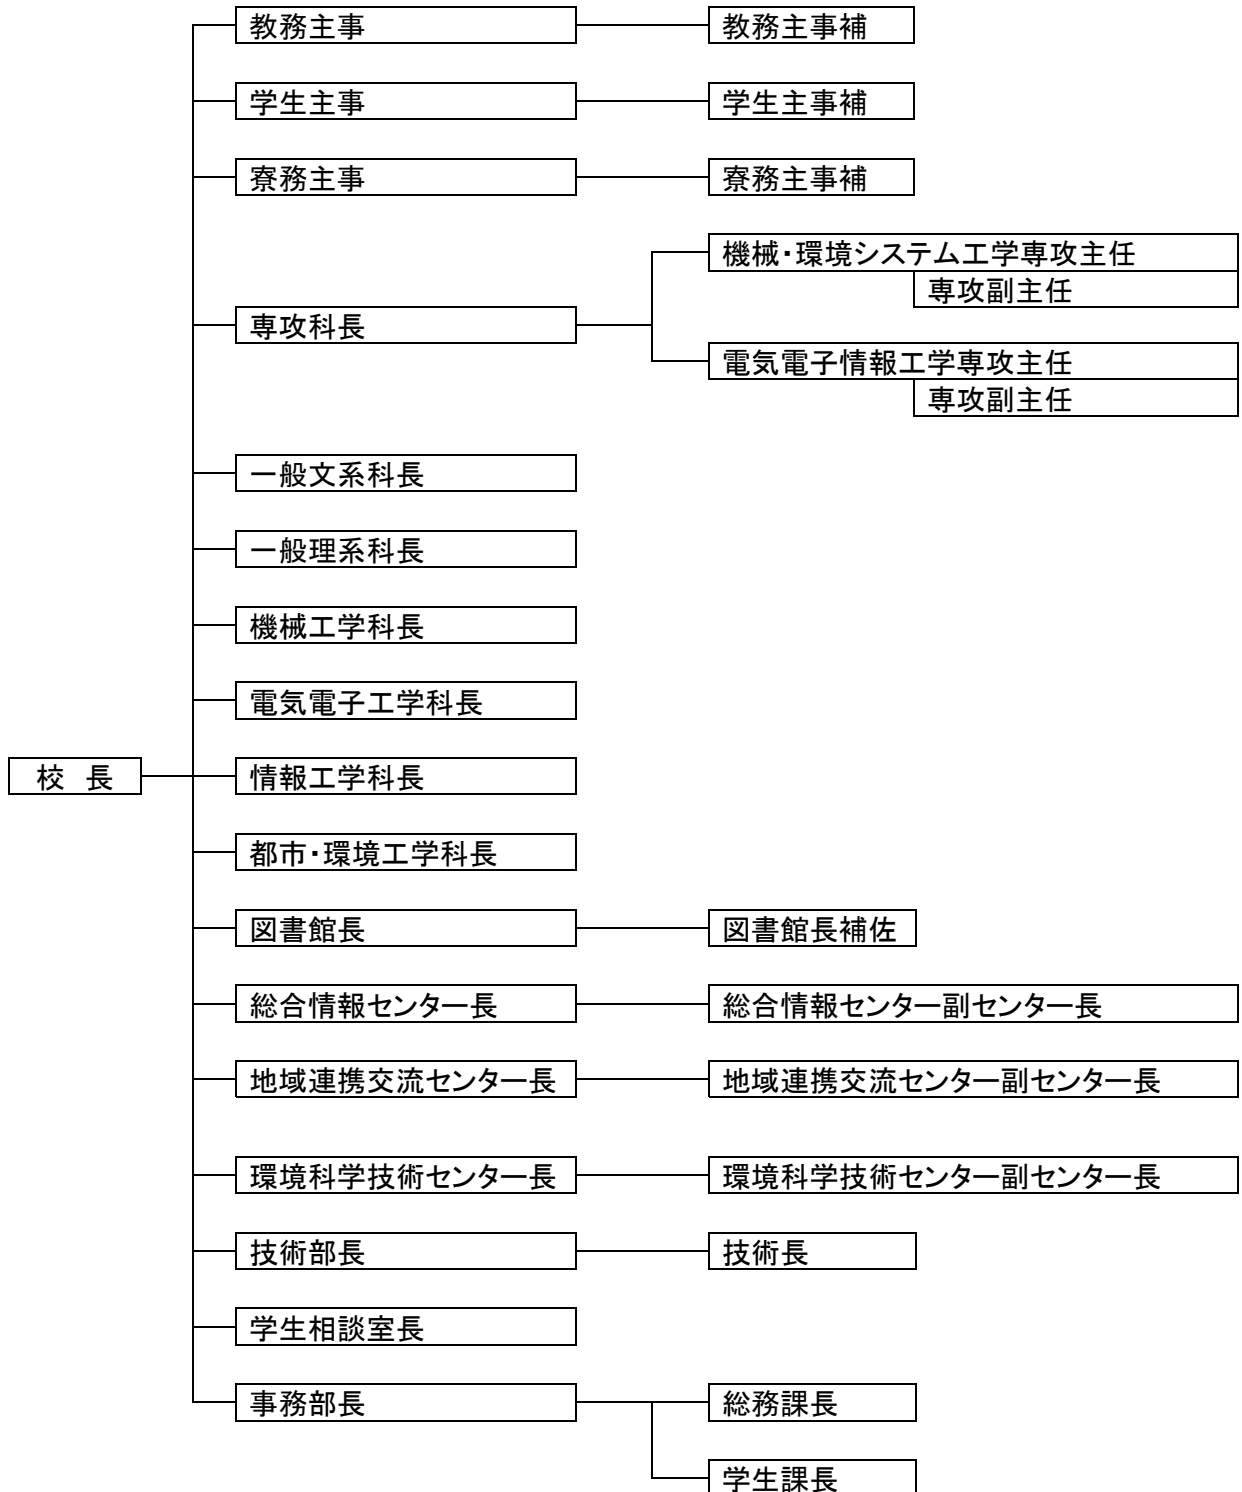 教務主事 教務主事補
学生主事 学生主事補
寮務主事 寮務主事補
機械・環境システム工学専攻主任
専攻副主任
専攻科長
電気電子情報工学専攻主任
専攻副主任
一般文系科長
一般理系科長
機械工学科長
電気電子工学科長
校 長 情報工学科長
都市・環境工学科長
図書館長 図書館長補佐
総合情報センター長 総合情報センター副センター長
地域連携交流センター長 地域連携交流センター副センター長
環境科学技術センター長 環境科学技術センター副センター長
技術部長 技術長
学生相談室長
事務部長 総務課長
学生課長